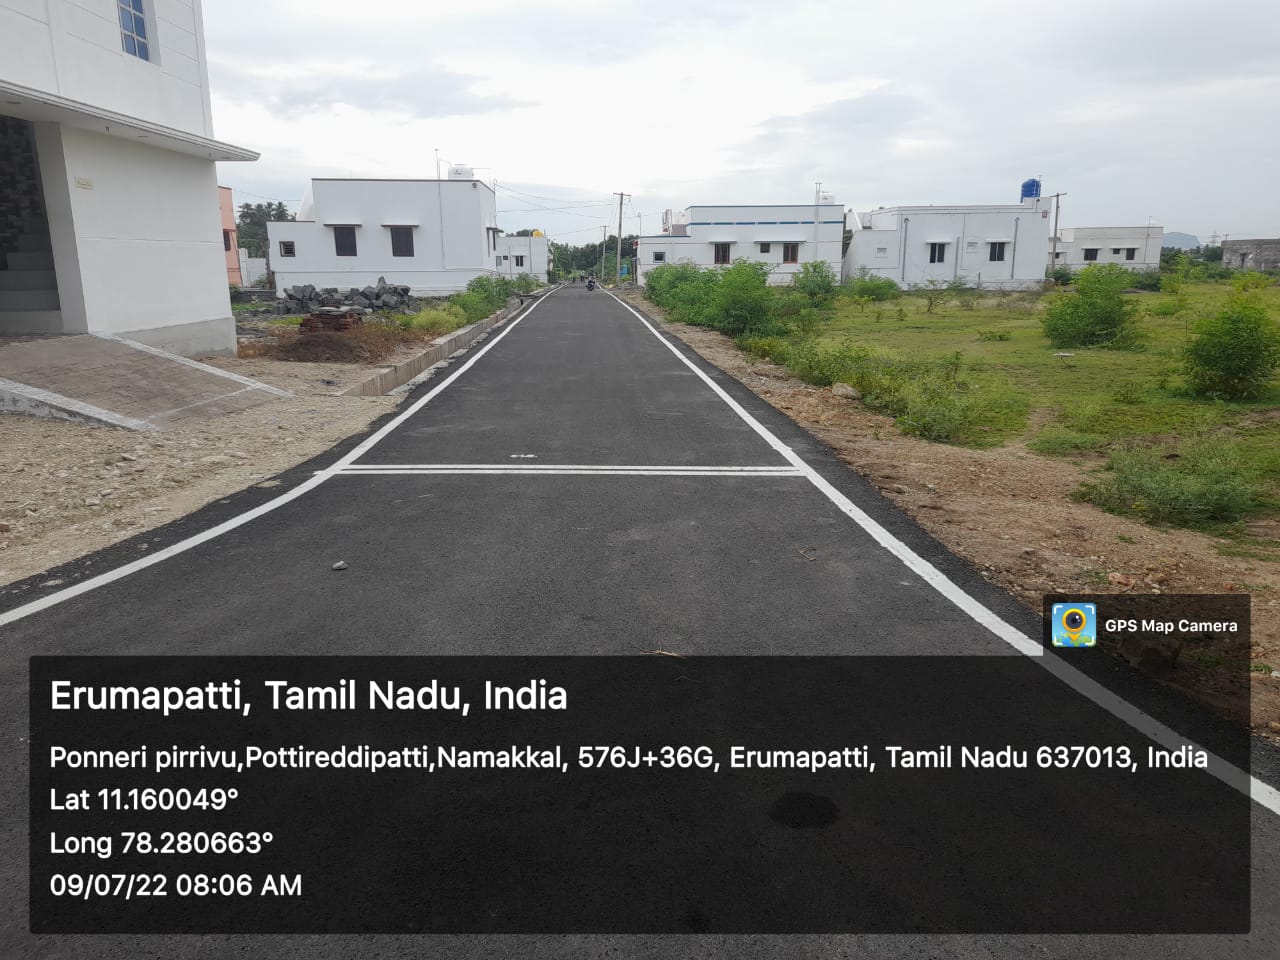 GPS Map Camera
Erumapatti, Tamil Nadu, India
Ponneri pirrivu,Pottireddipatti,Namakkal, 576J+36G, Erumapatti, Tamil Nadu 637013, India
Lat 11.160049°
Long 78.280663°
09/07/22 08:06 AM